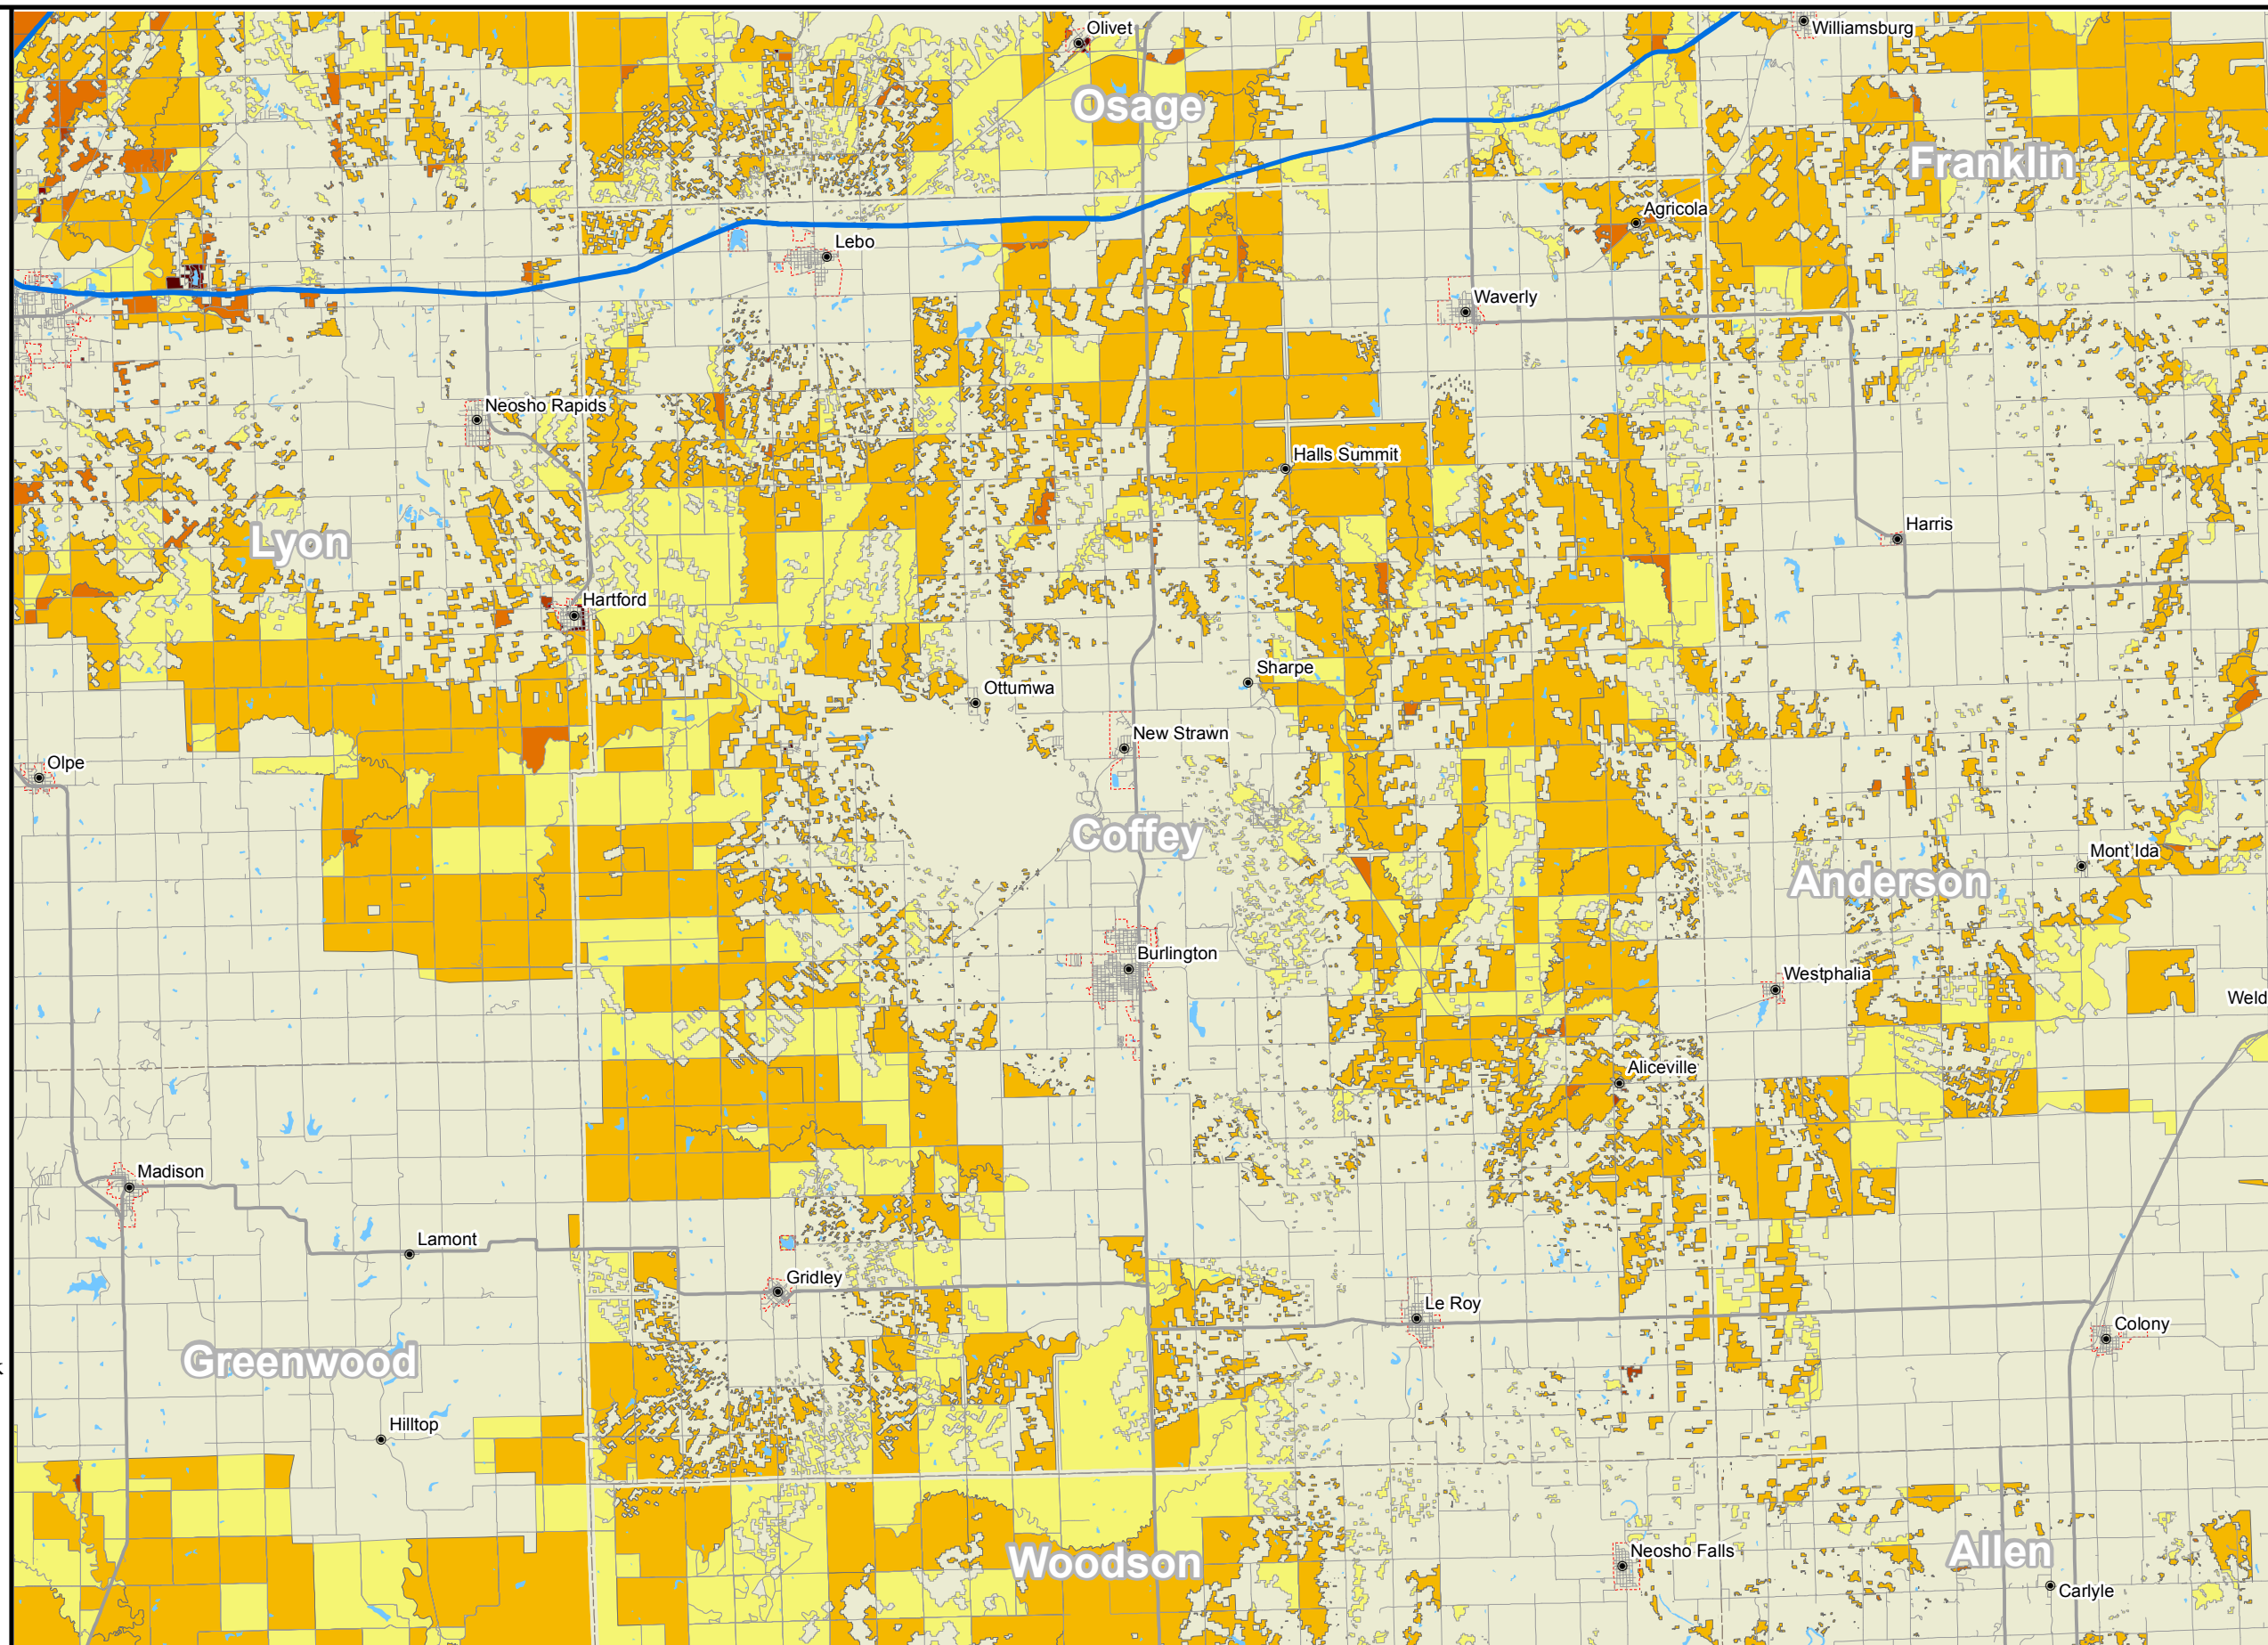 Olivet
Williamsburg
Osage
Franklin
Agricola
Lebo
Waverly
Neosho Rapids
Halls Summit
Harris
Lyon
Hartford
Sharpe
Ottumwa
New Strawn
Olpe
Coffey
Mont Ida
Anderson
Burlington
Westphalia
Weld
Aliceville
Madison
Lamont
Gridley
Le Roy
Colony
Greenwood
Hilltop
Neosho Falls
Allen
Woodson
Carlyle